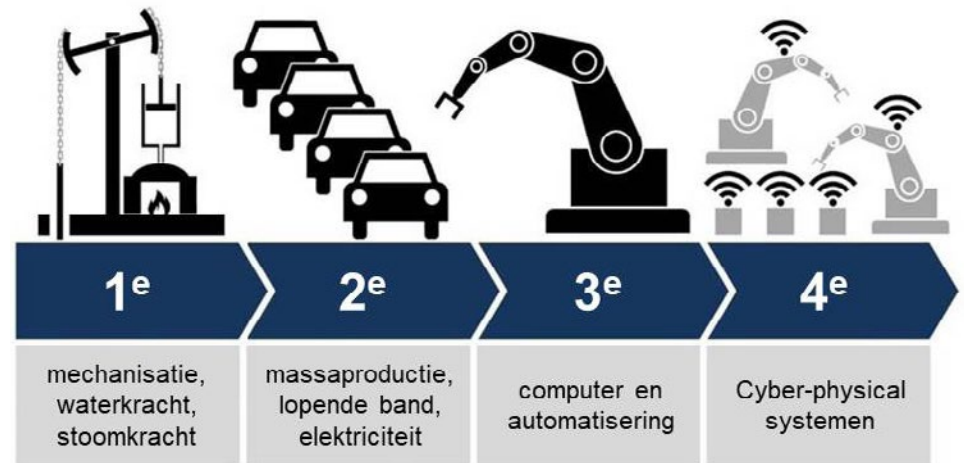 1e
2e
3e
4e
mechanisatie,
waterkracht,
stoomkracht
massaproductie,
lopende band,
elektriciteit
computer en
automatisering
Cyber-physical
systemen